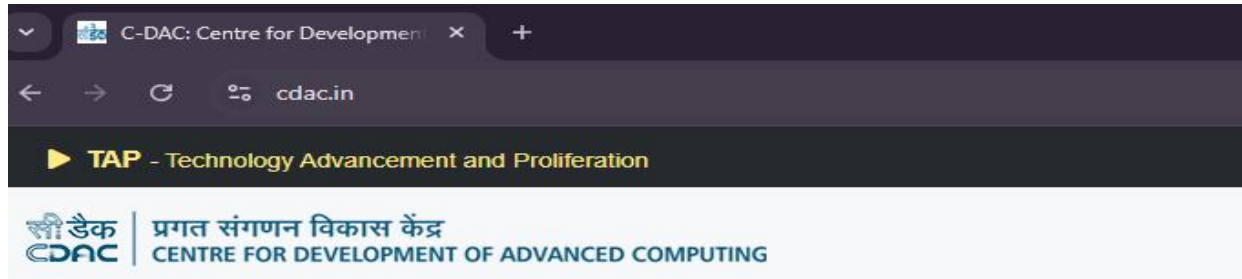 C-DAC: Centre for Developmen
cdac.in
TAP - Technology Advancement and Proliferation
सी डैक
CDAC
प्रगत संगणन विकास केंद्र
CENTRE FOR DEVELOPMENT OF ADVANCED COMPUTING